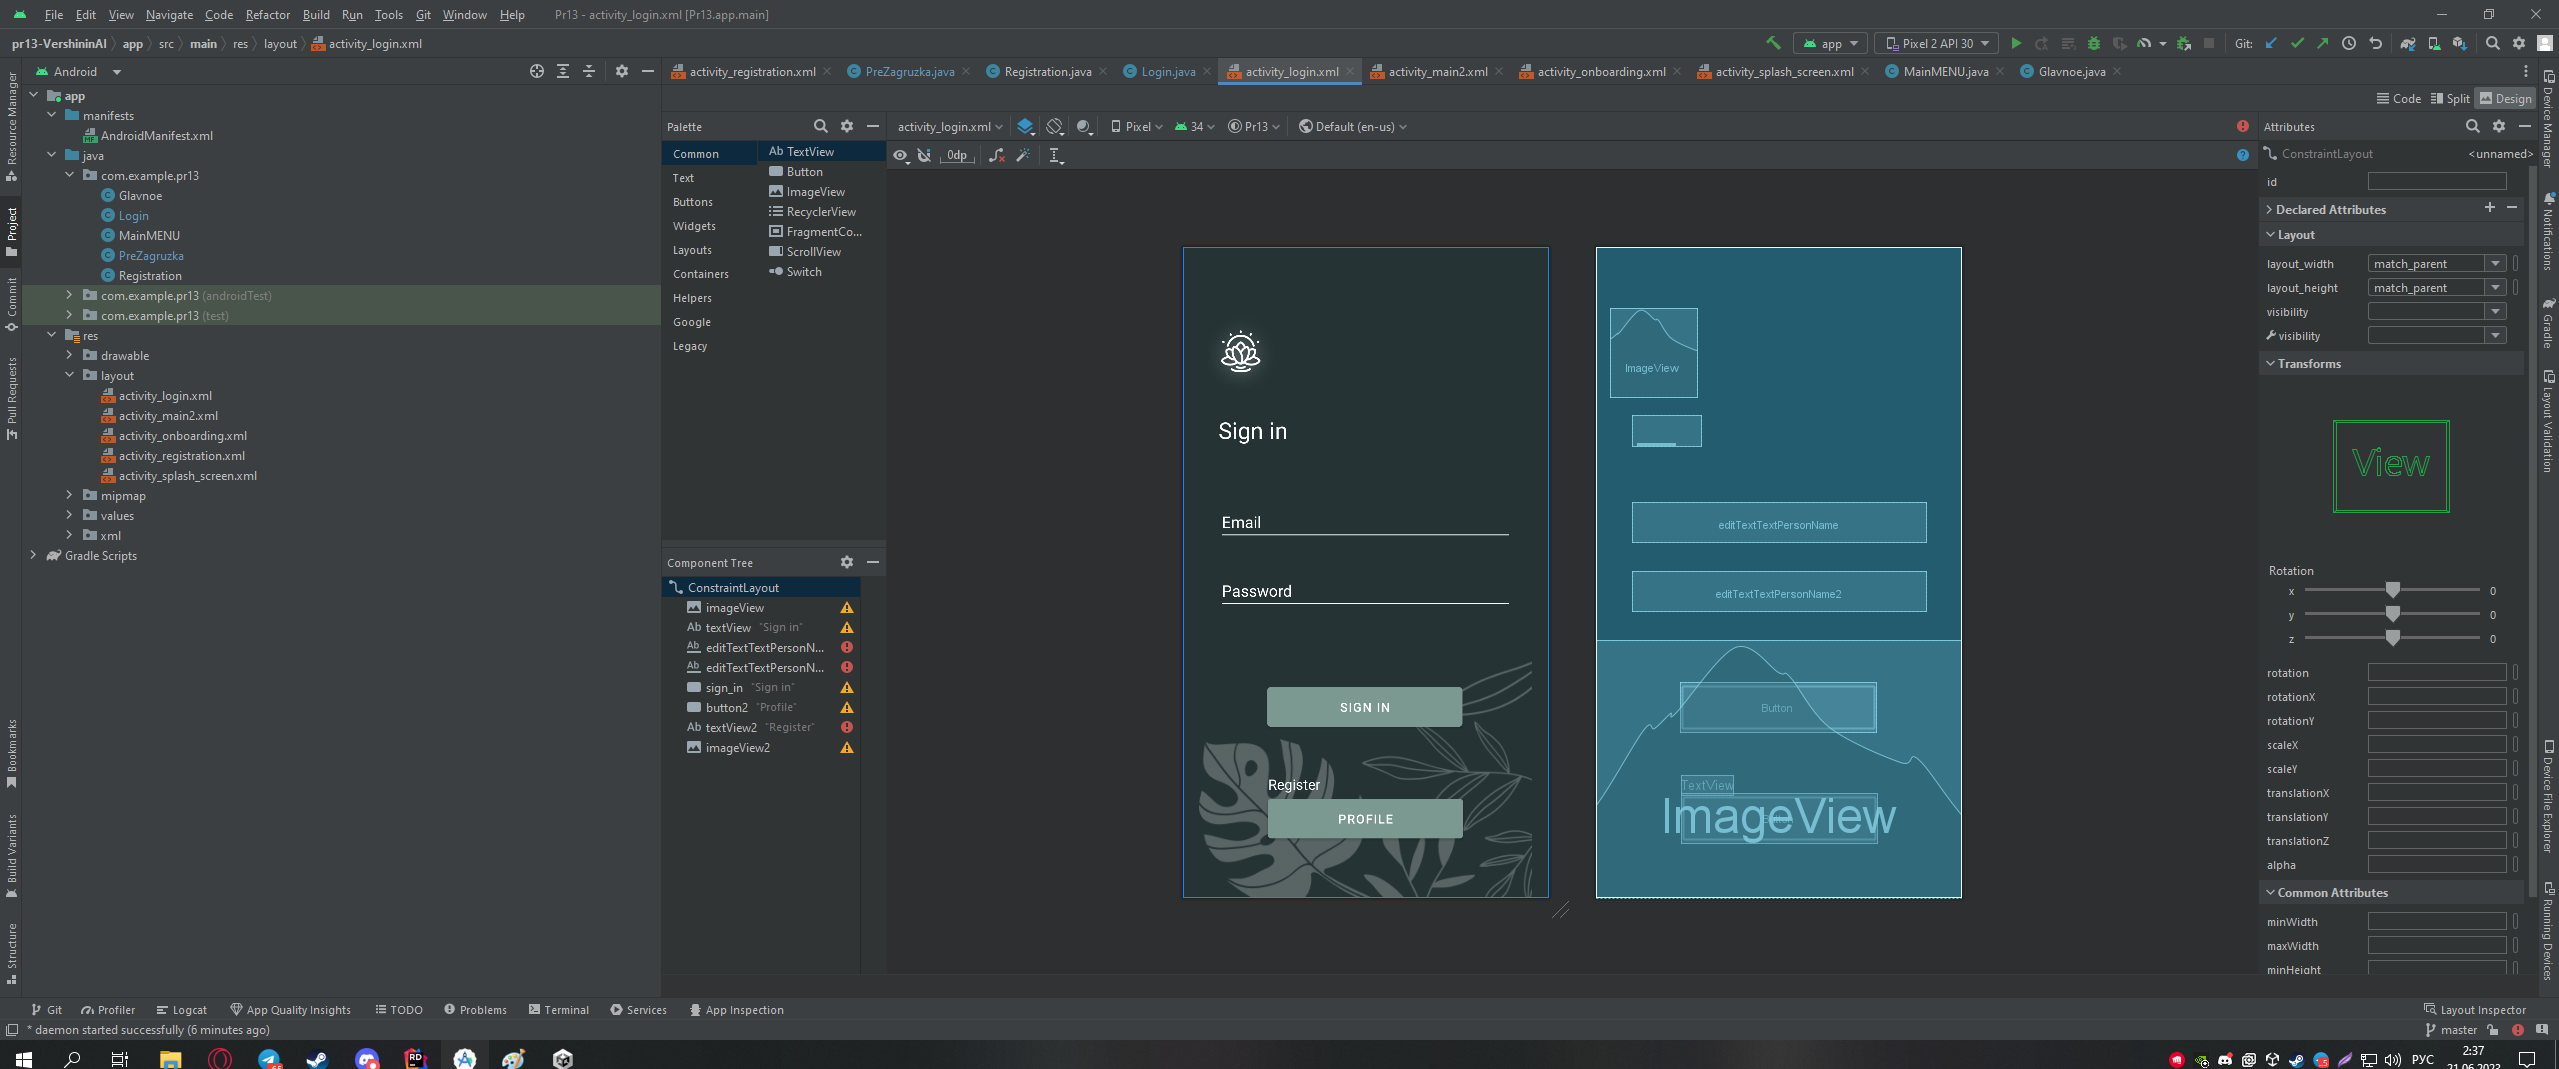 File Edit View Navigate Code Refactor Build Run Tools Git Window Help Pr13 - activity_login.xml [Pr13.app.main]
pr13-VershininAI app src main res layout activity_login.xml
app Pixel 2 API 30 Git:
Android
activity_registration.xml PreZagruzka.java Registration.java Login.java activity_login.xml activity_main2.xml activity_onboarding.xml activity_splash_screen.xml MainMENU.java Glavnoe.java
Code Split Design
Resource Manager
Project
Commit
Pull Requests
Bookmarks
Build Variants
Structure
app
manifests
AndroidManifest.xml
java
com.example.pr13
Glavnoe
Login
MainMENU
PreZagruzka
Registration
com.example.pr13 (androidTest)
com.example.pr13 (test)
res
drawable
layout
activity_login.xml
activity_main2.xml
activity_onboarding.xml
activity_registration.xml
activity_splash_screen.xml
mipmap
values
xml
Gradle Scripts
Palette
Common
Text
Buttons
Widgets
Layouts
Containers
Helpers
Google
Legacy
Ab TextView
Button
ImageView
RecyclerView
FragmentCo...
ScrollView
Switch
Component Tree
ConstraintLayout
imageView
Ab textView "Sign in"
Ab editTextTextPersonN...
Ab editTextTextPersonN...
sign_in "Sign in"
button2 "Profile"
Ab textView2 "Register"
imageView2
activity_login.xml Pixel 34 Pr13 Default (en-us)
0dp
Sign in
Email
Password
SIGN IN
Register
PROFILE
ImageView
editTextTextPersonName
editTextTextPersonName2
Button
TextView
ImageView
Attributes
ConstraintLayout <unnamed>
id
Declared Attributes
Layout
layout_width match_parent
layout_height match_parent
visibility
visibility
Transforms
View
Rotation
x 0
y 0
z 0
rotation
rotationX
rotationY
scaleX
scaleY
translationX
translationY
translationZ
alpha
Common Attributes
minWidth
maxWidth
minHeight
Device Manager
Notifications
Gradle
Layout Validation
Device File Explorer
Running Devices
Git Profiler Logcat App Quality Insights TODO Problems Terminal Services App Inspection Layout Inspector
* daemon started successfully (6 minutes ago) master
РУС
2:37
21.06.2023